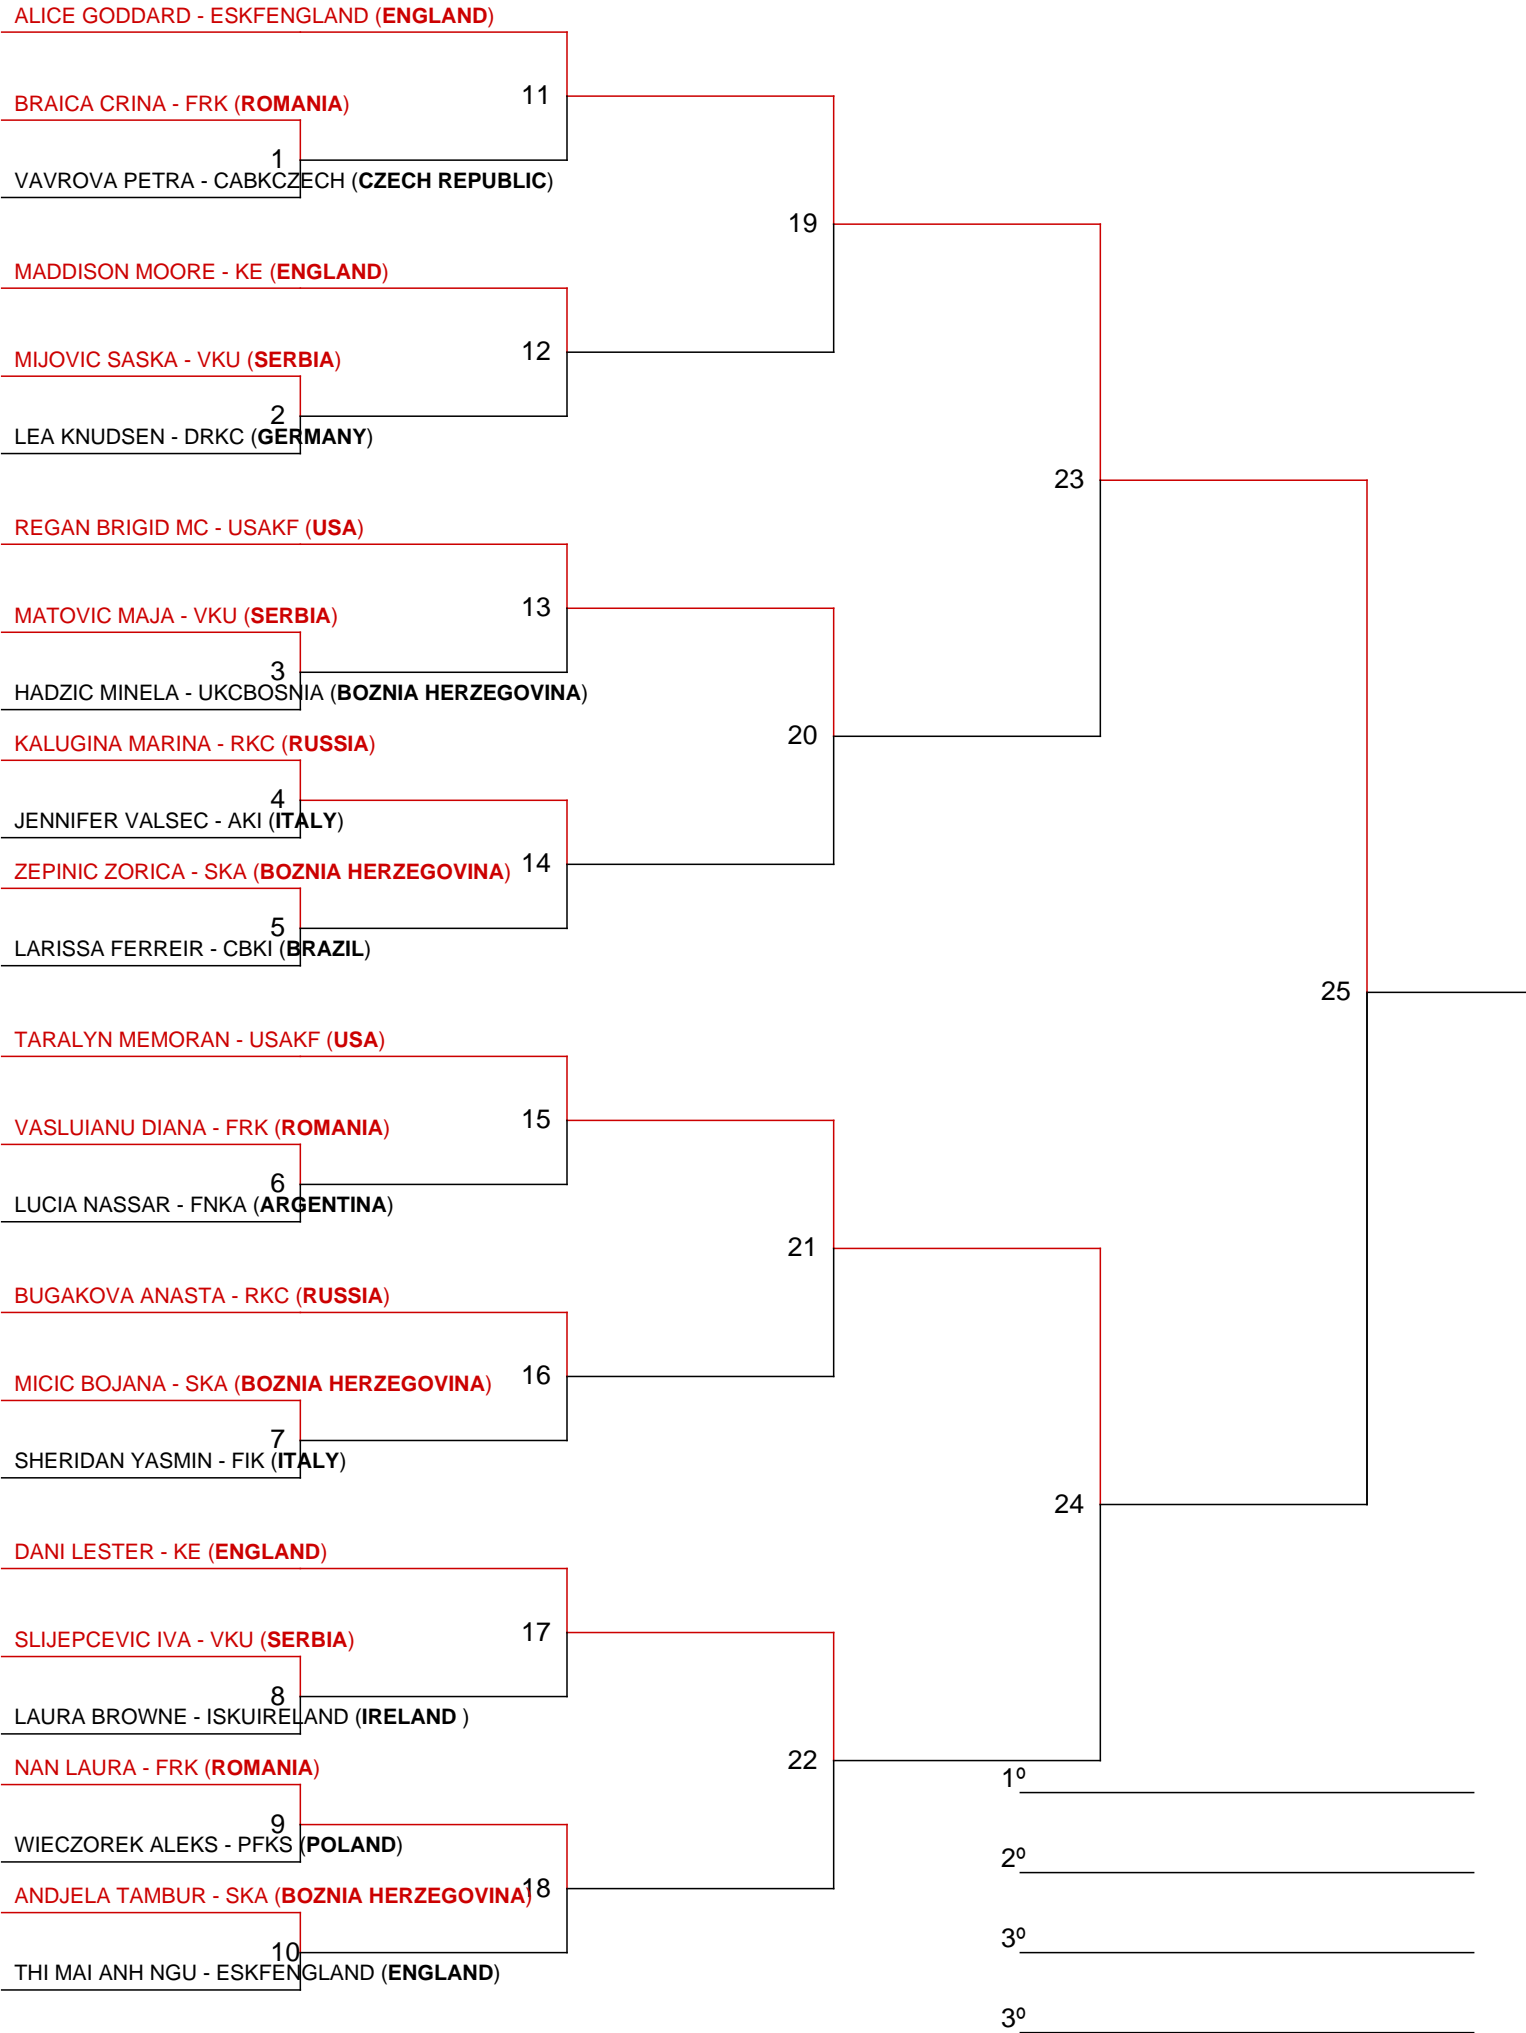 ALICE GODDARD - ESKFENGLAND (ENGLAND)
11
BRAICA CRINA - FRK (ROMANIA)
1
VAVROVA PETRA - CABKCZECH (CZECH REPUBLIC)
19
MADDISON MOORE - KE (ENGLAND)
12
MIJOVIC SASKA - VKU (SERBIA)
2
LEA KNUDSEN - DRKC (GERMANY)
23
REGAN BRIGID MC - USAKF (USA)
13
MATOVIC MAJA - VKU (SERBIA)
3
HADZIC MINELA - UKCBOSNIA (BOZNIA HERZEGOVINA)
20
KALUGINA MARINA - RKC (RUSSIA)
4
JENNIFER VALSEC - AKI (ITALY)
14
ZEPINIC ZORICA - SKA (BOZNIA HERZEGOVINA)
5
LARISSA FERREIR - CBKI (BRAZIL)
25
TARALYN MEMORAN - USAKF (USA)
15
VASLUIANU DIANA - FRK (ROMANIA)
6
LUCIA NASSAR - FNKA (ARGENTINA)
21
BUGAKOVA ANASTA - RKC (RUSSIA)
16
MICIC BOJANA - SKA (BOZNIA HERZEGOVINA)
7
SHERIDAN YASMIN - FIK (ITALY)
24
DANI LESTER - KE (ENGLAND)
17
SLIJEPCEVIC IVA - VKU (SERBIA)
8
LAURA BROWNE - ISKUIRELAND (IRELAND )
22
NAN LAURA - FRK (ROMANIA)
9
WIECZOREK ALEKS - PFKS (POLAND)
18
ANDJELA TAMBUR - SKA (BOZNIA HERZEGOVINA)
10
THI MAI ANH NGU - ESKFENGLAND (ENGLAND)
1º
2º
3º
3º